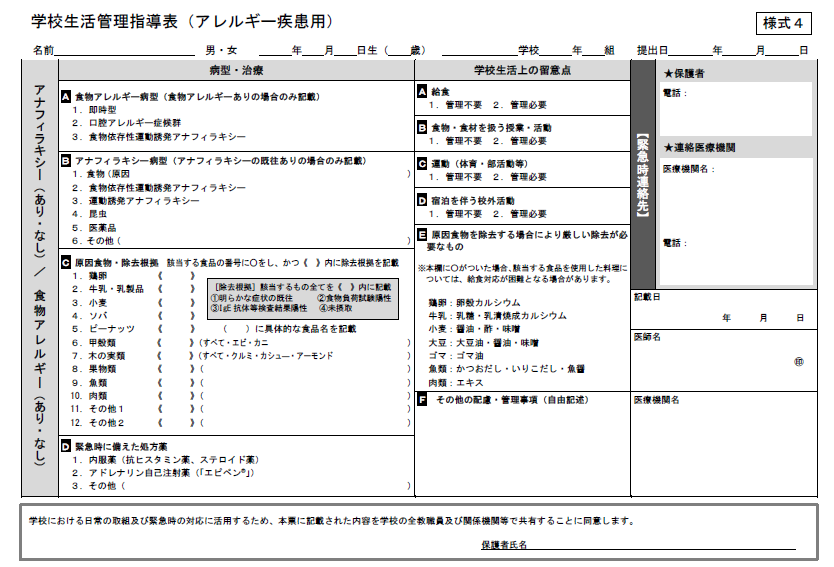 学校生活管理指導表（アレルギー疾患用）
様式４
名前 男・女 年 月 日生（ 歳） 学校 年 組 提出日 年 月 日
アナフィラキシー（あり・なし）／食物アレルギー（あり・なし）
病型・治療
A 食物アレルギー病型（食物アレルギーありの場合のみ記載）
１．即時型
２．口腔アレルギー症候群
３．食物依存性運動誘発アナフィラキシー
B アナフィラキシー病型（アナフィラキシーの既往ありの場合のみ記載）
１．食物（原因 ）
２．食物依存性運動誘発アナフィラキシー
３．運動誘発アナフィラキシー
４．昆虫
５．医薬品
６．その他（ ）
C 原因食物・除去根拠 該当する食品の番号に〇をし、かつ《 》内に除去根拠を記載
１．鶏卵 《 》
２．牛乳・乳製品 《 》
３．小麦 《 》
４．ソバ 《 》
５．ピーナッツ 《 》 （ ）に具体的な食品名を記載
６．甲殻類 《 》（すべて・エビ・カニ ）
７．木の実類 《 》（すべて・クルミ・カシュー・アーモンド ）
８．果物類 《 》（ ）
９．魚類 《 》（ ）
10．肉類 《 》（ ）
11．その他１ 《 》（ ）
12．その他２ 《 》（ ）
［除去根拠］該当するもの全てを《 》内に記載
①明らかな症状の既往 ②食物負荷試験陽性
③IgE抗体等検査結果陽性 ④未摂取
D 緊急時に備えた処方薬
１．内服薬（抗ヒスタミン薬、ステロイド薬）
２．アドレナリン自己注射薬（「エピペン®」）
３．その他（ ）
学校生活上の留意点
A 給食
１．管理不要 ２．管理必要
B 食物・食材を扱う授業・活動
１．管理不要 ２．管理必要
C 運動（体育・部活動等）
１．管理不要 ２．管理必要
D 宿泊を伴う校外活動
１．管理不要 ２．管理必要
E 原因食物を除去する場合により厳しい除去が必
要なもの
※本欄に〇がついた場合、該当する食品を使用した料理に
ついては、給食対応が困難となる場合があります。
鶏卵：卵殻カルシウム
牛乳：乳糖・乳清焼成カルシウム
小麦：醤油・酢・味噌
大豆：大豆油・醤油・味噌
ゴマ：ゴマ油
魚類：かつおだし・いりこだし・魚醤
肉類：エキス
F その他の配慮・管理事項（自由記述）
【緊急時連絡先】
★保護者
電話：
★連絡医療機関
医療機関名：
電話：
記載日
年 月 日
医師名
㊞
医療機関名
学校における日常の取組及び緊急時の対応に活用するため、本票に記載された内容を学校の全教職員及び関係機関等で共有することに同意します。
保護者氏名